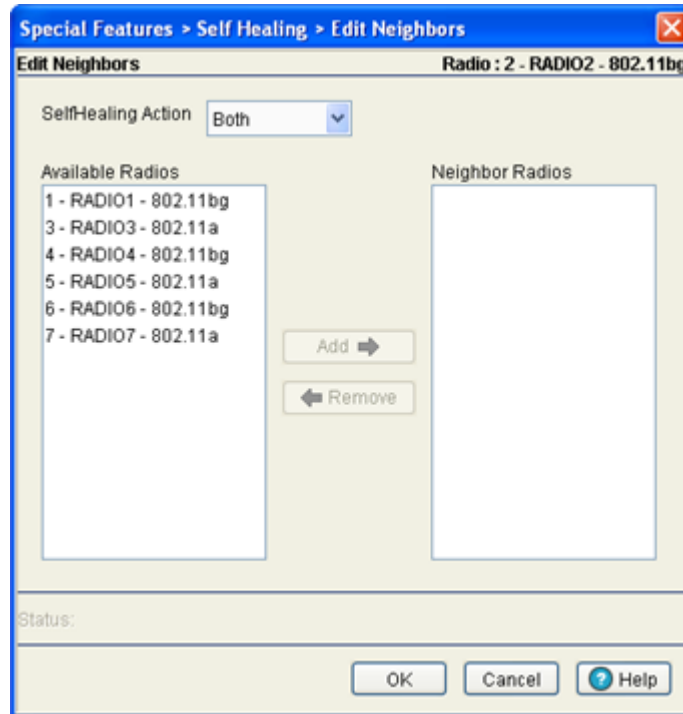 Special Features > Self Healing > Edit Neighbors
Edit Neighbors Radio : 2 - RADIO2 - 802.11bg
SelfHealing Action Both
Available Radios Neighbor Radios
1 - RADIO1 - 802.11bg
3 - RADIO3 - 802.11a
4 - RADIO4 - 802.11bg
5 - RADIO5 - 802.11a
6 - RADIO6 - 802.11bg
7 - RADIO7 - 802.11a
Add
Remove
Status:
OK Cancel ? Help